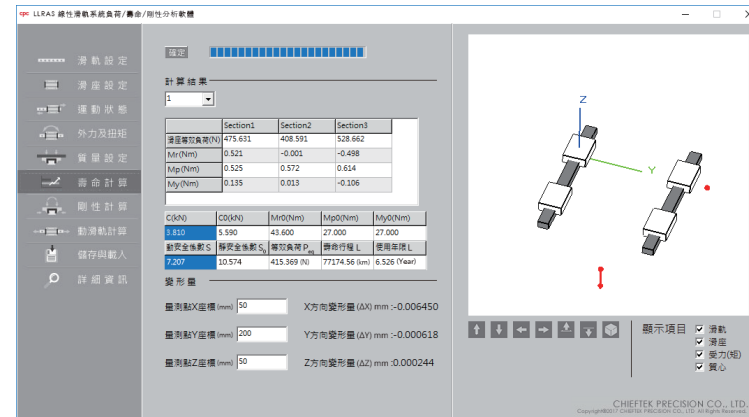 cpc LLRAS 線性滑軌系統負荷/壽命/剛性分析軟體
滑軌設定
滑座設定
運動狀態
外力及扭矩
質量設定
壽命計算
剛性計算
動滑軌計算
儲存與載入
詳細資訊
確定
計算結果
1
Section1 Section2 Section3
滑座等效負荷(N) 475.631 408.591 528.662
Mr(Nm) 0.521 -0.001 -0.498
Mp(Nm) 0.525 0.572 0.614
My(Nm) 0.135 0.013 -0.106
C(kN) C0(kN) Mr0(Nm) Mp0(Nm) My0(Nm)
3.810 5.590 43.600 27.000 27.000
動安全係數 S 靜安全係數 S0 等效負荷 Peq 壽命行程 L 使用年限 L
7.207 10.574 415.369 (N) 77174.56 (km) 6.526 (Year)
變形量
量測點X座標 (mm) 50 X方向變形量 (ΔX) mm :-0.006450
量測點Y座標 (mm) 200 Y方向變形量 (ΔY) mm :-0.000618
量測點Z座標 (mm) 50 Z方向變形量 (ΔZ) mm :0.000244
Z
Y
顯示項目
滑軌
滑座
受力(矩)
質心
CHIEFTEK PRECISION CO., LTD.
Copyright©2017 CHIEFTEK PRECISION CO., LTD. All Rights Reserved.